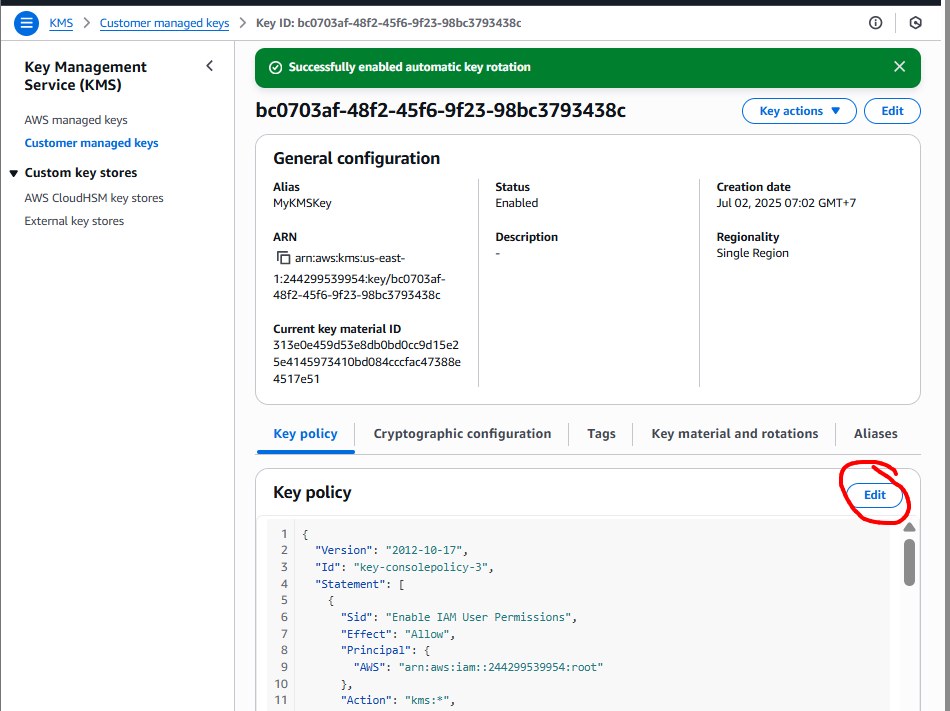 KMS > Customer managed keys > Key ID: bc0703af-48f2-45f6-9f23-98bc3793438c
Key Management
Service (KMS)
AWS managed keys
Customer managed keys
Custom key stores
AWS CloudHSM key stores
External key stores
Successfully enabled automatic key rotation
bc0703af-48f2-45f6-9f23-98bc3793438c
Key actions
Edit
General configuration
Alias
MyKMSKey
ARN
arn:aws:kms:us-east-
1:244299539954:key/bc0703af-
48f2-45f6-9f23-98bc3793438c
Current key material ID
313e0e459d53e8db0bd0cc9d15e2
5e4145973410bd084cccfac47388e
4517e51
Status
Enabled
Description
-
Creation date
Jul 02, 2025 07:02 GMT+7
Regionality
Single Region
Key policy
Cryptographic configuration
Tags
Key material and rotations
Aliases
Key policy
Edit
1 {
2 "Version": "2012-10-17",
3 "Id": "key-consolepolicy-3",
4 "Statement": [
5 {
6 "Sid": "Enable IAM User Permissions",
7 "Effect": "Allow",
8 "Principal": {
9 "AWS": "arn:aws:iam::244299539954:root"
10 },
11 "Action": "kms:*",